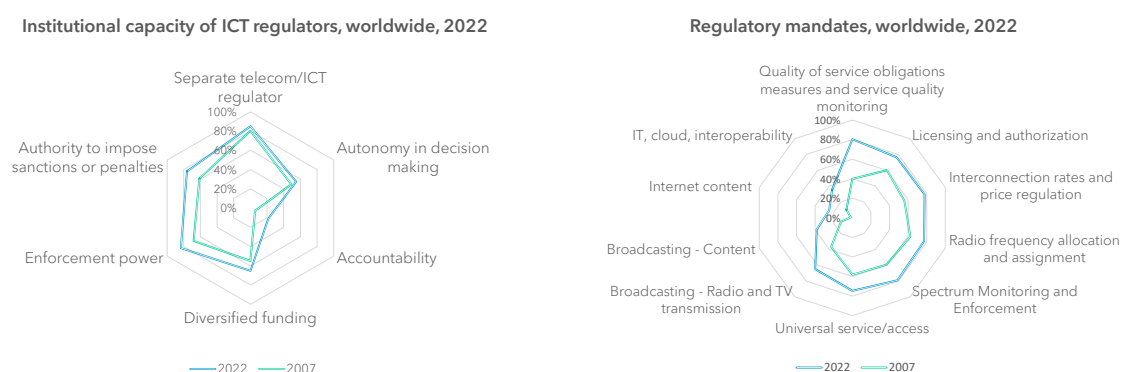 Institutional capacity of ICT regulators, worldwide, 2022
Separate telecom/ICT
regulator
100%
80%
60%
40%
20%
0%
Autonomy in decision
making
Accountability
Diversified funding
Enforcement power
Authority to impose
sanctions or penalties
2022
2007
Regulatory mandates, worldwide, 2022
Quality of service obligations
measures and service quality
monitoring
100%
80%
60%
40%
20%
0%
Licensing and authorization
Interconnection rates and
price regulation
Radio frequency allocation
and assignment
Spectrum Monitoring and
Enforcement
Universal service/access
Broadcasting - Radio and TV
transmission
Broadcasting - Content
Internet content
IT, cloud, interoperability
2022
2007